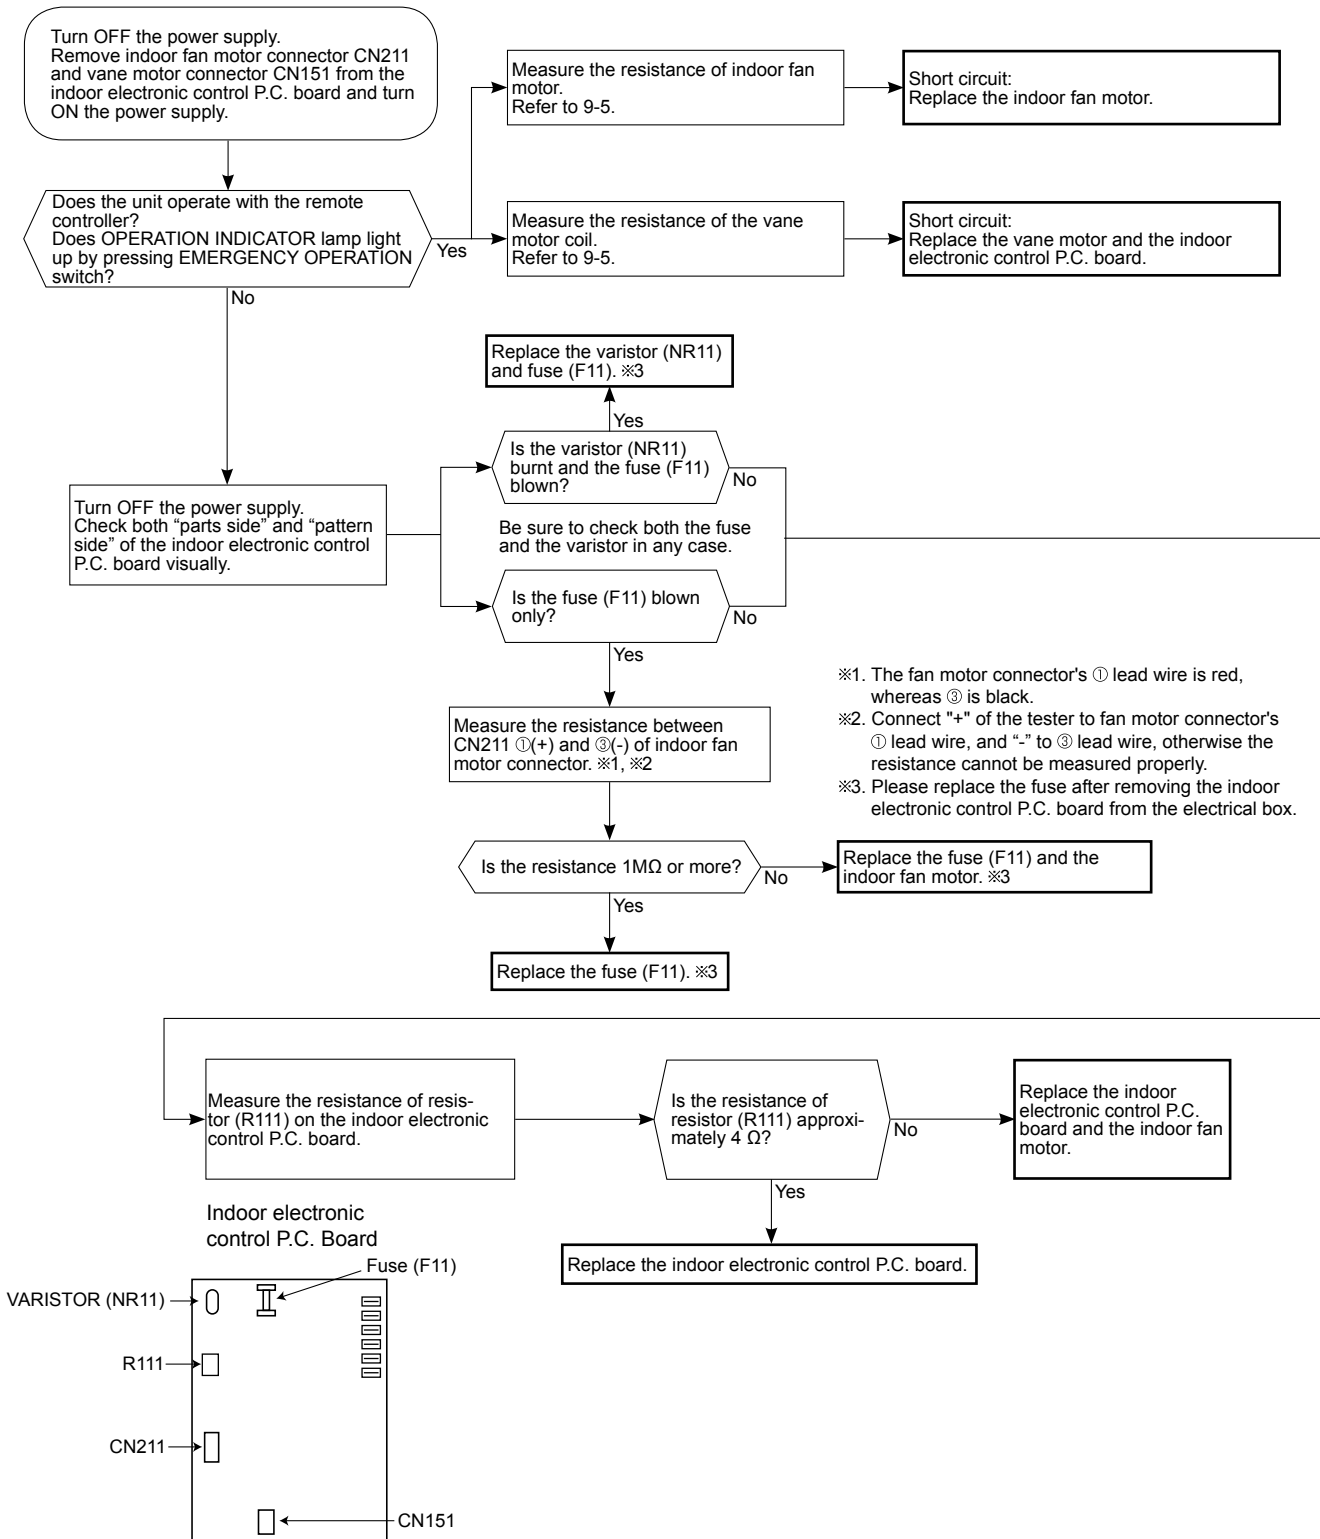 Turn OFF the power supply.
Remove indoor fan motor connector CN211
and vane motor connector CN151 from the
indoor electronic control P.C. board and turn
ON the power supply.
Measure the resistance of indoor fan
motor.
Refer to 9-5.
Short circuit:
Replace the indoor fan motor.
Does the unit operate with the remote
controller?
Does OPERATION INDICATOR lamp light
up by pressing EMERGENCY OPERATION
switch?
Yes
No
Measure the resistance of the vane
motor coil.
Refer to 9-5.
Short circuit:
Replace the vane motor and the indoor
electronic control P.C. board.
Replace the varistor (NR11)
and fuse (F11). ※3
Yes
Is the varistor (NR11)
burnt and the fuse (F11)
blown?
No
Turn OFF the power supply.
Check both “parts side” and “pattern
side” of the indoor electronic control
P.C. board visually.
Be sure to check both the fuse
and the varistor in any case.
Is the fuse (F11) blown
only?
No
Yes
Measure the resistance between
CN211 ①(+) and ③(-) of indoor fan
motor connector. ※1, ※2
※1. The fan motor connector's ① lead wire is red,
whereas ③ is black.
※2. Connect "+" of the tester to fan motor connector's
① lead wire, and “-” to ③ lead wire, otherwise the
resistance cannot be measured properly.
※3. Please replace the fuse after removing the indoor
electronic control P.C. board from the electrical box.
Is the resistance 1MΩ or more?
No
Replace the fuse (F11) and the
indoor fan motor. ※3
Yes
Replace the fuse (F11). ※3
Measure the resistance of resis-
tor (R111) on the indoor electronic
control P.C. board.
Is the resistance of
resistor (R111) approxi-
mately 4 Ω?
No
Replace the indoor
electronic control P.C.
board and the indoor fan
motor.
Yes
Replace the indoor electronic control P.C. board.
Indoor electronic
control P.C. Board
Fuse (F11)
VARISTOR (NR11)
R111
CN211
CN151